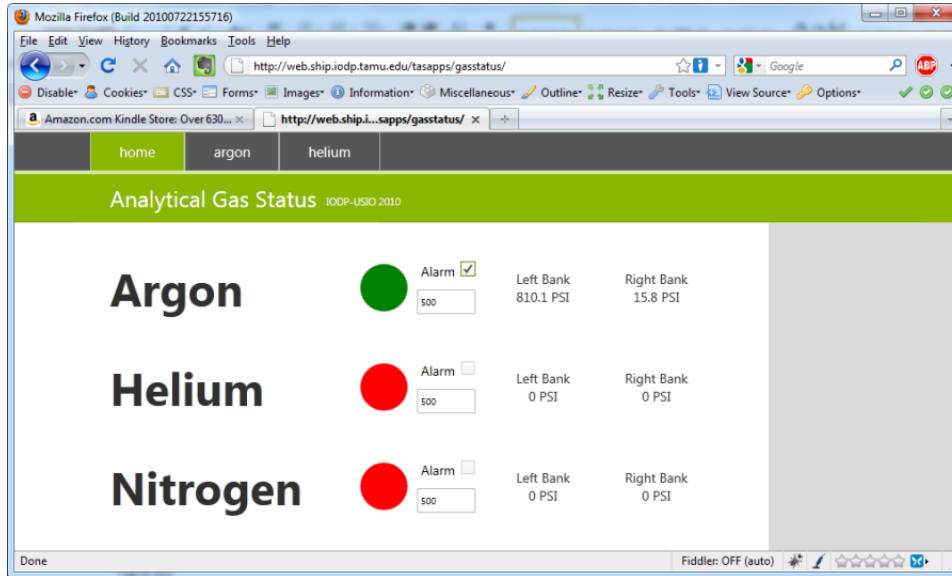 Mozilla Firefox (Build 20100722155716)
File Edit View History Bookmarks Tools Help
http://web.ship.iodp.tamu.edu/tasapps/gasstatus/ Google ABP
Disable Cookies CSS Forms Images Information Miscellaneous Outline Resize Tools View Source Options
Amazon.com Kindle Store: Over 630... http://web.ship.i...sapps/gasstatus/
home argon helium
Analytical Gas Status IODP-USIO 2010
Argon
Alarm
500
Left Bank
810.1 PSI
Right Bank
15.8 PSI
Helium
Alarm
500
Left Bank
0 PSI
Right Bank
0 PSI
Nitrogen
Alarm
500
Left Bank
0 PSI
Right Bank
0 PSI
Done Fiddler: OFF (auto)